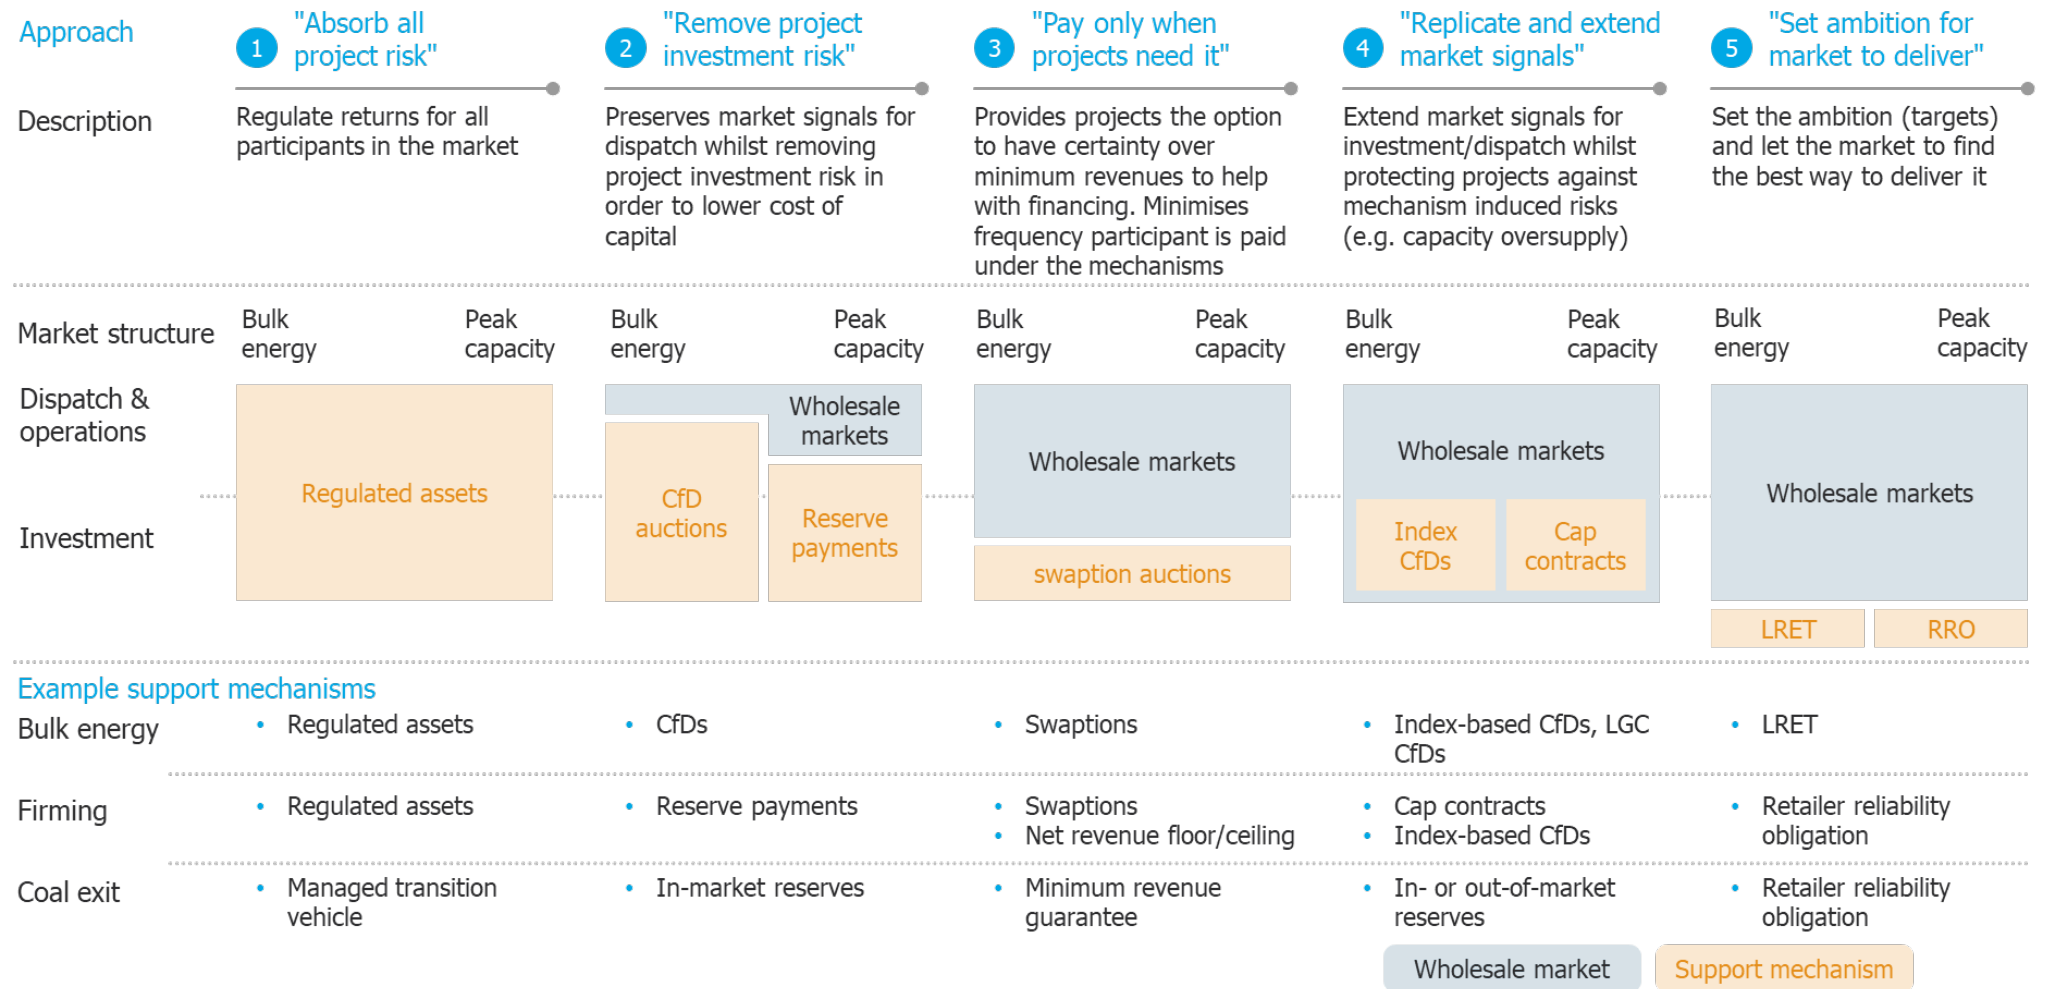 Approach
1
"Absorb all
project risk"
2
"Remove project
investment risk"
3
"Pay only when
projects need it"
4
"Replicate and extend
market signals"
5
"Set ambition for
market to deliver"
Description
Regulate returns for all
participants in the market
Preserves market signals for
dispatch whilst removing
project investment risk in
order to lower cost of
capital
Provides projects the option
to have certainty over
minimum revenues to help
with financing. Minimises
frequency participant is paid
under the mechanisms
Extend market signals for
investment/dispatch whilst
protecting projects against
mechanism induced risks
(e.g. capacity oversupply)
Set the ambition (targets)
and let the market to find
the best way to deliver it
Market structure
Bulk
energy
Peak
capacity
Bulk
energy
Peak
capacity
Bulk
energy
Peak
capacity
Bulk
energy
Peak
capacity
Bulk
energy
Peak
capacity
Dispatch &
operations
Investment
Regulated assets
Wholesale
markets
CfD
auctions
Reserve
payments
Wholesale markets
swaption auctions
Wholesale markets
Index
CfDs
Cap
contracts
Wholesale markets
LRET
RRO
Example support mechanisms
Bulk energy
• Regulated assets
• CfDs
• Swaptions
• Index-based CfDs, LGC
CfDs
• LRET
Firming
• Regulated assets
• Reserve payments
• Swaptions
• Net revenue floor/ceiling
• Cap contracts
• Index-based CfDs
• Retailer reliability
obligation
Coal exit
• Managed transition
vehicle
• In-market reserves
• Minimum revenue
guarantee
• In- or out-of-market
reserves
• Retailer reliability
obligation
Wholesale market
Support mechanism